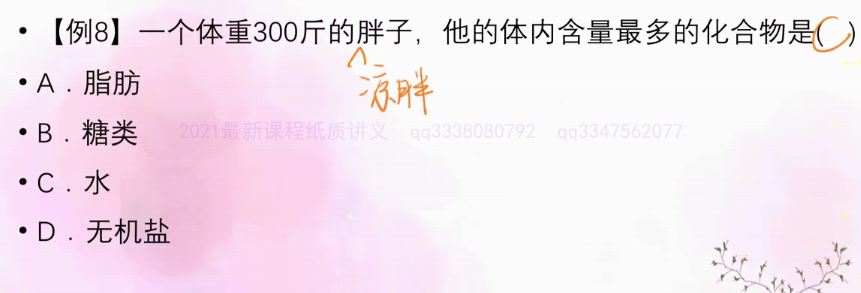 • 【例8】一个体重300斤的胖子，他的体内含量最多的化合物是(C)
凉胖
• A．脂肪
• B．糖类
2021最新课程纸质讲义 qq3338080792 qq3347562077
• C．水
• D．无机盐